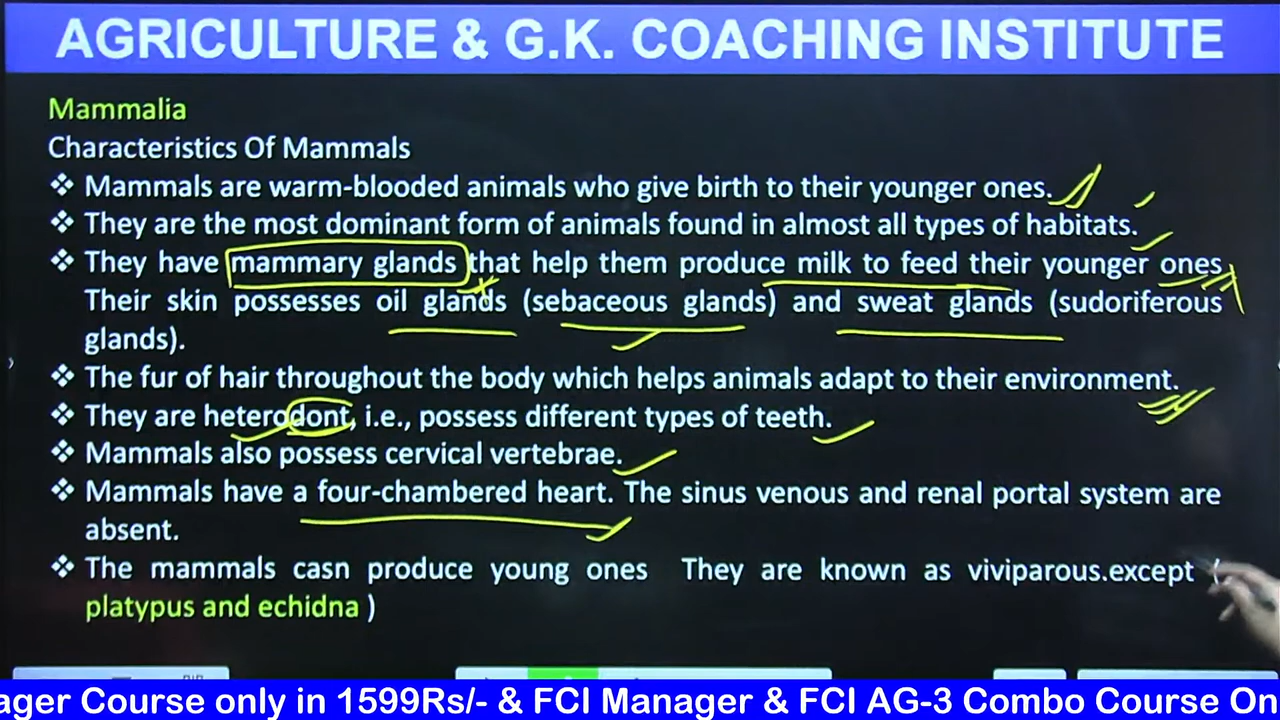 AGRICULTURE & G.K. COACHING INSTITUTE
Mammalia
Characteristics Of Mammals
❖ Mammals are warm-blooded animals who give birth to their younger ones.
❖ They are the most dominant form of animals found in almost all types of habitats.
❖ They have mammary glands that help them produce milk to feed their younger ones.
Their skin possesses oil glands (sebaceous glands) and sweat glands (sudoriferous
glands).
❖ The fur of hair throughout the body which helps animals adapt to their environment.
❖ They are heterodont, i.e., possess different types of teeth.
❖ Mammals also possess cervical vertebrae.
❖ Mammals have a four-chambered heart. The sinus venous and renal portal system are
absent.
❖ The mammals casn produce young ones They are known as viviparous.except (
platypus and echidna )
ager Course only in 1599Rs/- & FCI Manager & FCI AG-3 Combo Course On